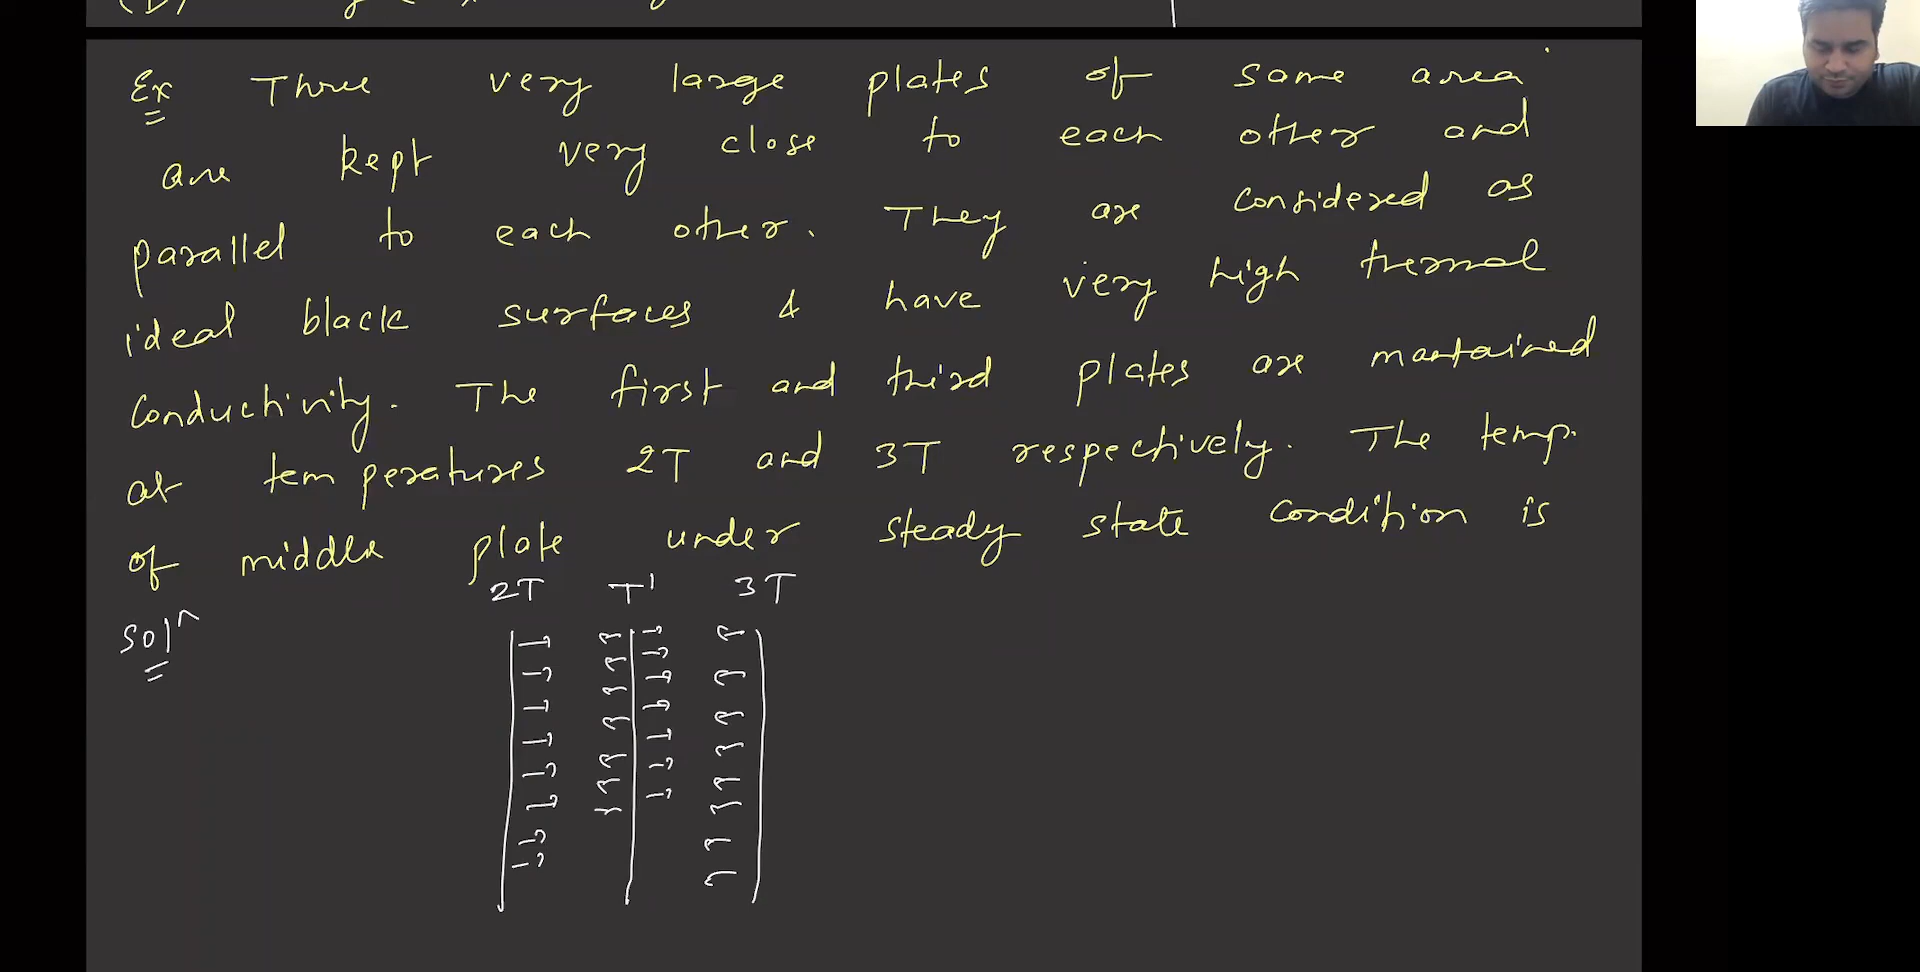 Ex Three very large plates of same area
are kept very close to each other and
parallel to each other. They are considered as
ideal black surfaces & have very high thermal
conductivity. The first and third plates are maintained
at temperatures 2T and 3T respectively. The temp.
of middle plate under steady state condition is
2T T' 3T
Sol^n